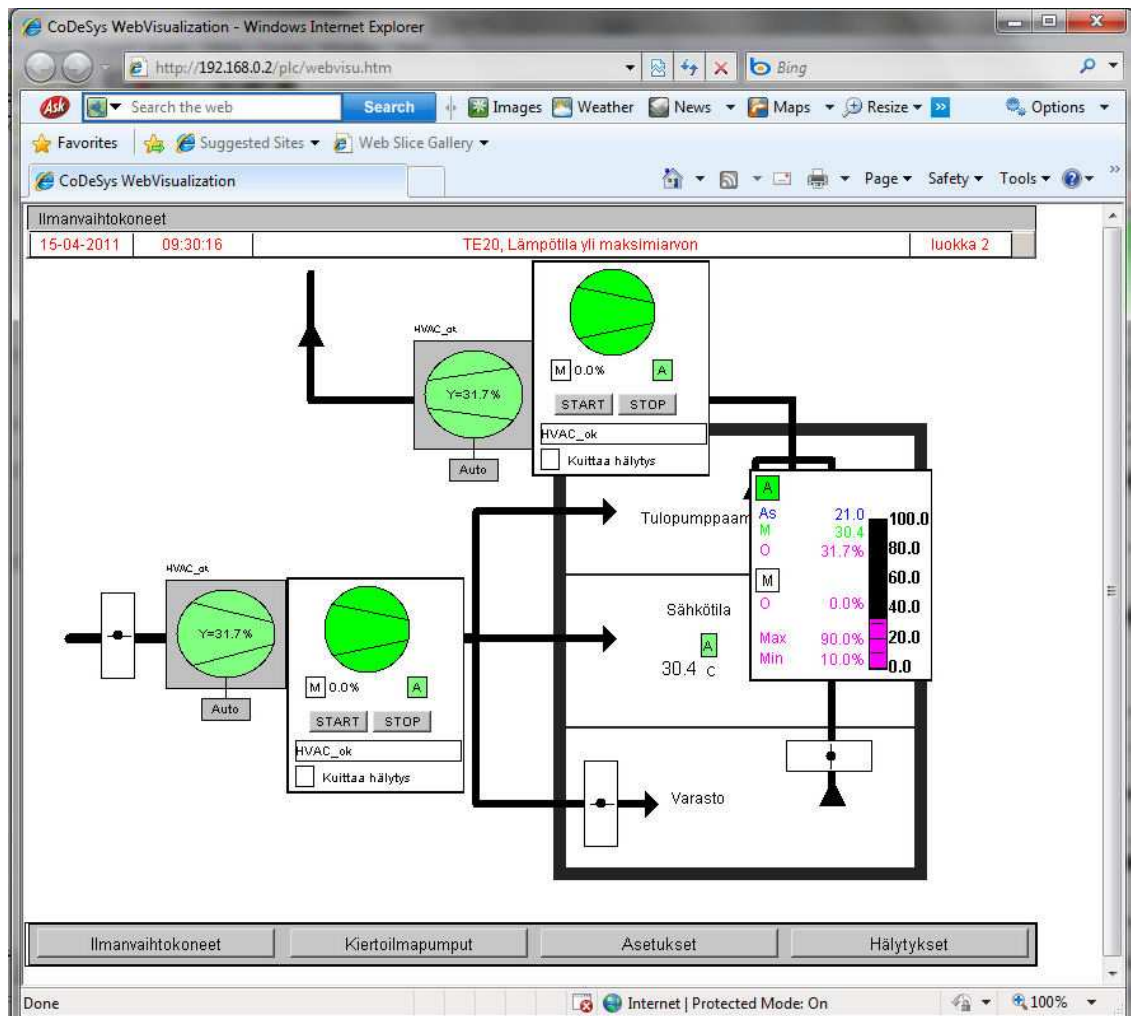 CoDeSys WebVisualization - Windows Internet Explorer
http://192.168.0.2/plc/webvisu.htm
Bing
Ask Search the web Search Images Weather News Maps Resize Options
Favorites Suggested Sites Web Slice Gallery
CoDeSys WebVisualization Page Safety Tools
Ilmanvaihtokoneet
15-04-2011 09:30:16 TE20, Lämpötila yli maksimiarvon luokka 2
HVAC_ok
Y=31.7%
Auto
M 0.0% A
START STOP
HVAC_ok
Kuittaa hälytys
Tulopumppaam
A
As 21.0
M 30.4
O 31.7%
M
O 0.0%
Max 90.0%
Min 10.0%
100.0
80.0
60.0
40.0
20.0
0.0
HVAC_ok
Y=31.7%
Auto
M 0.0% A
START STOP
HVAC_ok
Kuittaa hälytys
Sähkötila
A
30.4 c
Varasto
Ilmanvaihtokoneet Kiertoilmapumput Asetukset Hälytykset
Done Internet | Protected Mode: On 100%